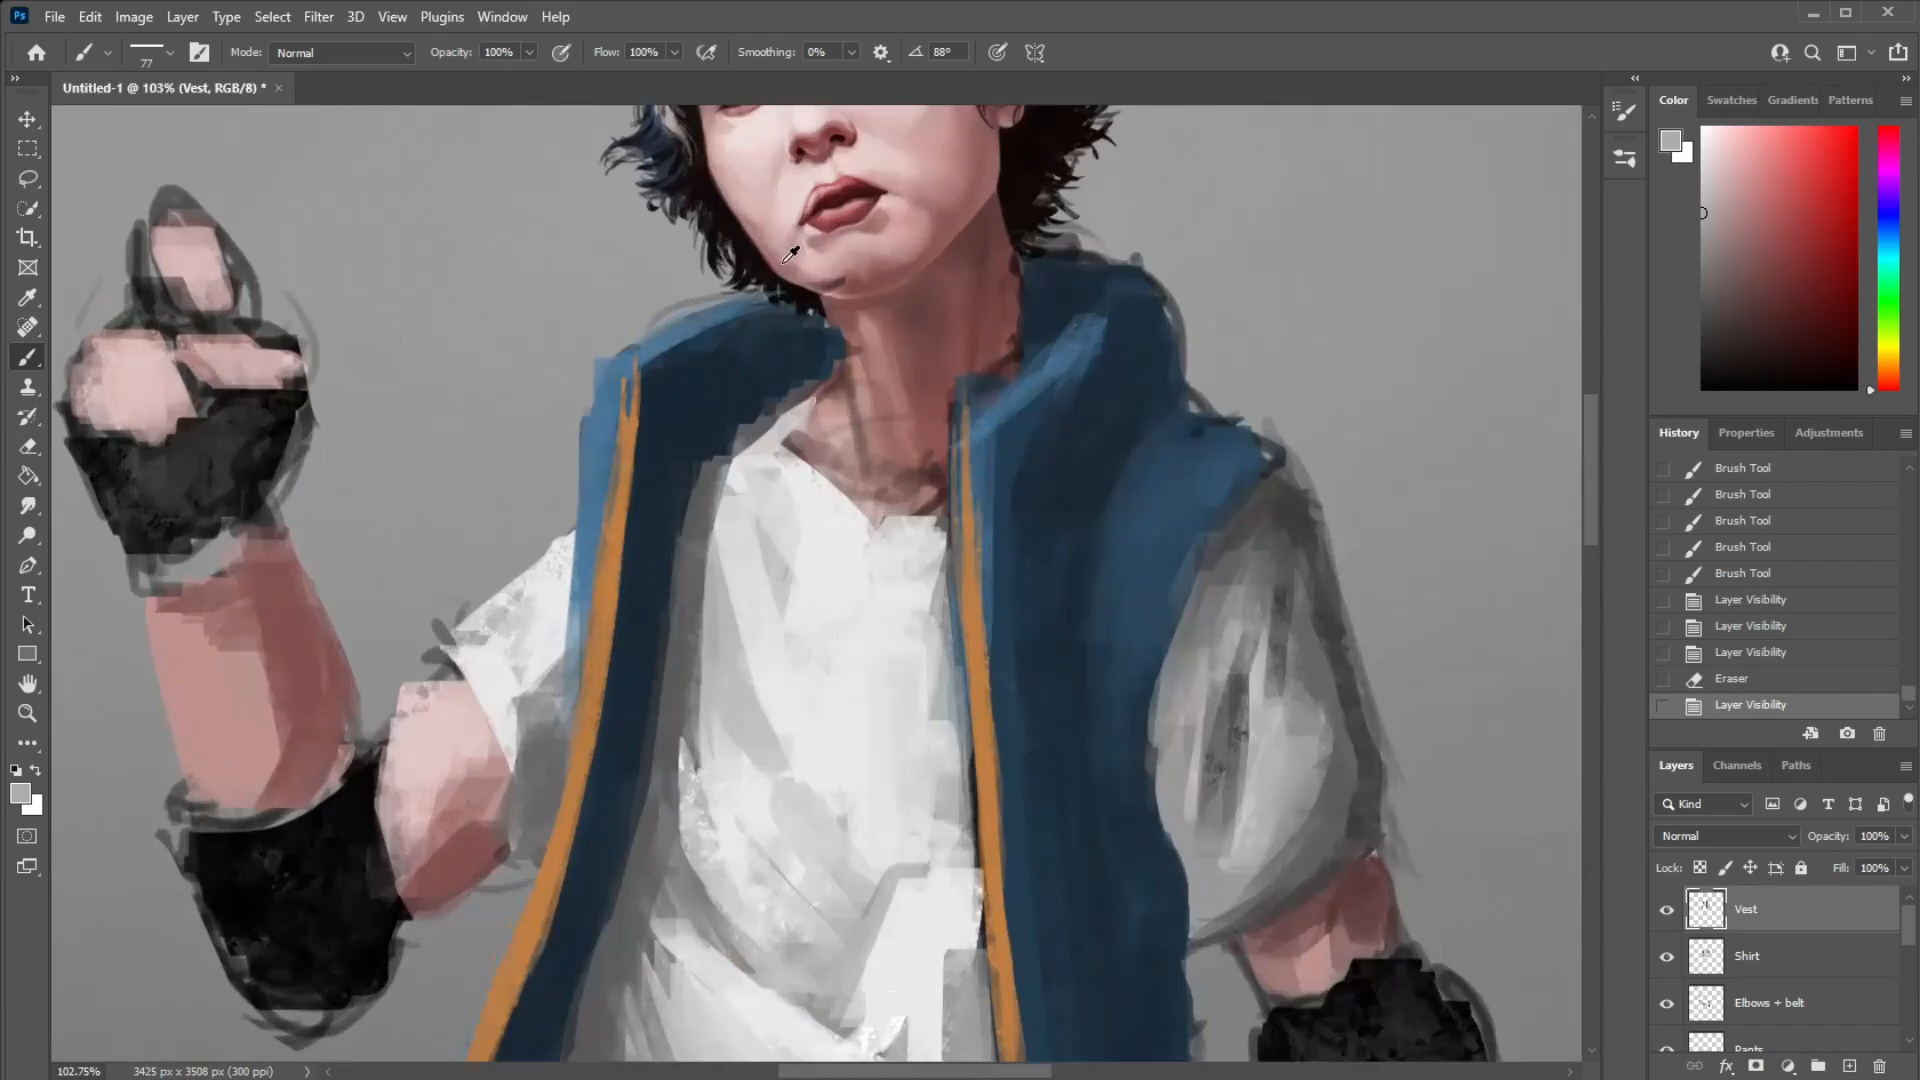 Ps File Edit Image Layer Type Select Filter 3D View Plugins Window Help
77 Mode: Normal Opacity: 100% Flow: 100% Smoothing: 0% 88°
Untitled-1 @ 103% (Vest, RGB/8) *
Color Swatches Gradients Patterns
History Properties Adjustments
Brush Tool
Brush Tool
Brush Tool
Brush Tool
Brush Tool
Layer Visibility
Layer Visibility
Layer Visibility
Eraser
Layer Visibility
Layers Channels Paths
Kind
Normal Opacity: 100%
Lock: Fill: 100%
Vest
Shirt
Elbows + belt
Pants
fx
102.75% 3425 px x 3508 px (300 ppi)